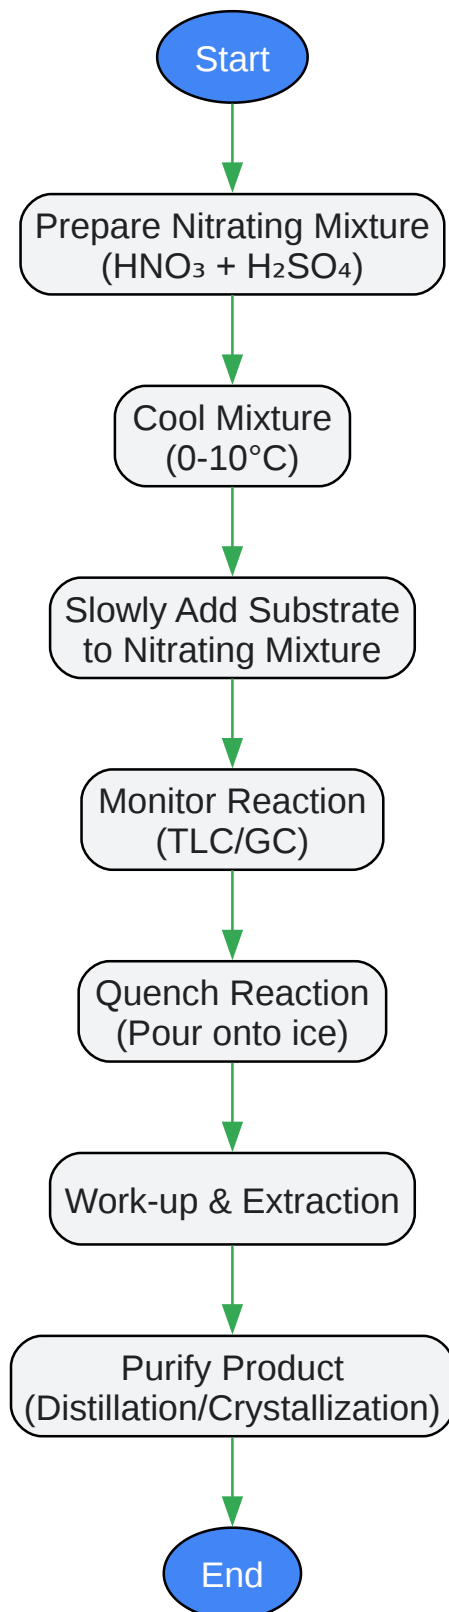 Start
Prepare Nitrating Mixture
(HNO₃ + H₂SO₄)
Cool Mixture
(0-10°C)
Slowly Add Substrate
to Nitrating Mixture
Monitor Reaction
(TLC/GC)
Quench Reaction
(Pour onto ice)
Work-up & Extraction
Purify Product
(Distillation/Crystallization)
End